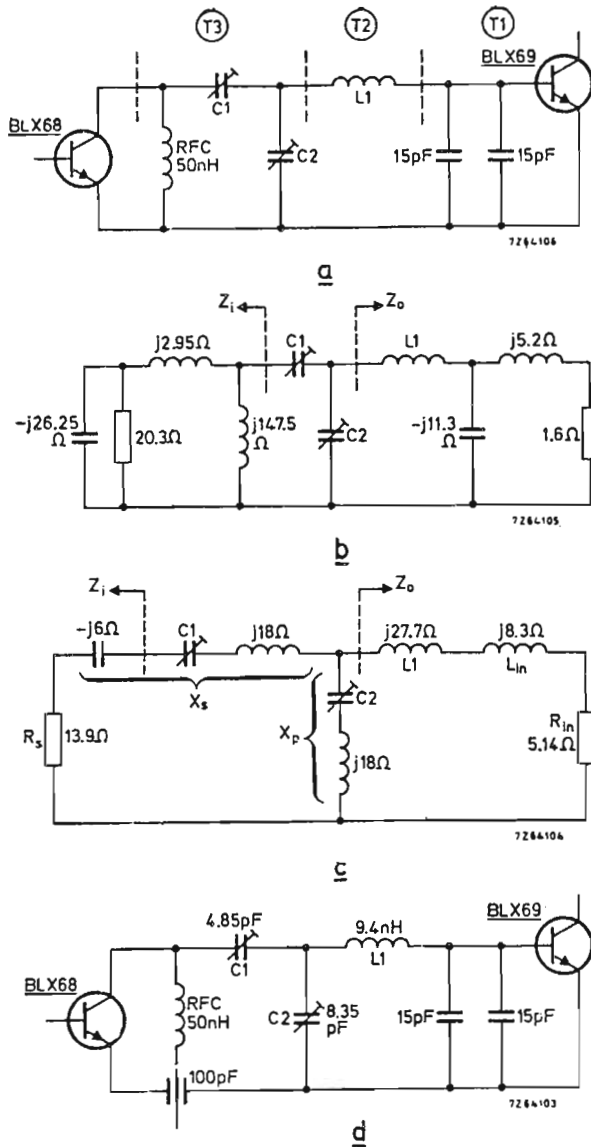 T3
T2
T1
BLX69
C1
L1
BLX68
RFC
50nH
C2
15pF
15pF
7Z64106
a
Zi
Zo
j2.95Ω
C1
L1
j5.2Ω
-j26.25
Ω
20.3Ω
j147.5
Ω
C2
-j11.3
Ω
1.6Ω
7Z64105
b
Zi
Zo
-j6Ω
C1
j18Ω
j27.7Ω
j8.3Ω
L1
Lin
Xs
C2
Rs
13.9Ω
Xp
j18Ω
Rin
5.14Ω
7Z64104
c
4.85pF
9.4nH
BLX69
C1
L1
BLX68
RFC
50nH
C2
8.35
pF
15pF
15pF
100pF
7Z64103
d